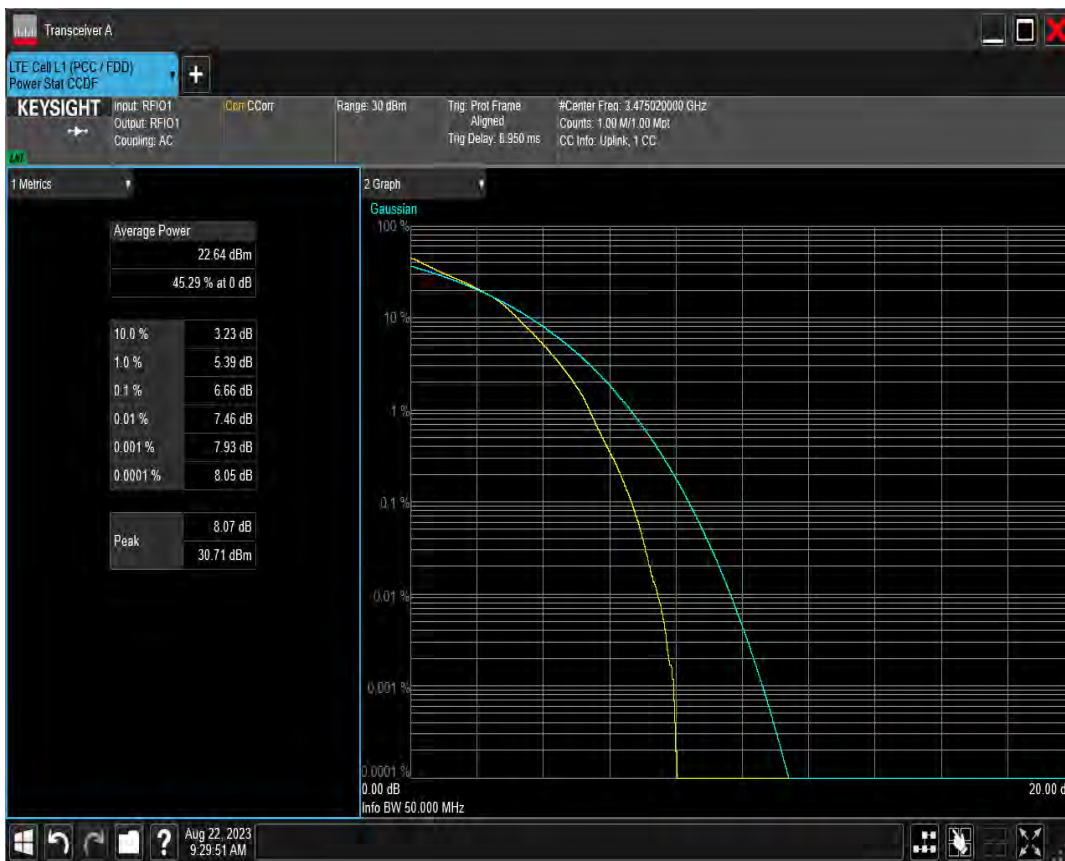 Transceiver A
LTE Cell L1 (PCC / FDD)
Power Stat CCDF
KEYSIGHT
Input: RFIO1
Output: RFIO1
Coupling: AC
Corr CCorr
Range: 30 dBm
Trig: Prot Frame
Aligned
Trig Delay: 8.950 ms
#Center Freq: 3.475020000 GHz
Counts: 1.00 M/1.00 Mpt
CC Info: Uplink, 1 CC
1 Metrics
Average Power
22.64 dBm
45.29 % at 0 dB
10.0 % 3.23 dB
1.0 % 5.39 dB
0.1 % 6.66 dB
0.01 % 7.46 dB
0.001 % 7.93 dB
0.0001 % 8.05 dB
Peak
8.07 dB
30.71 dBm
2 Graph
Gaussian
100 %
10 %
1 %
0.1 %
0.01 %
0.001 %
0.0001 %
0.00 dB
20.00 d
Info BW 50.000 MHz
Aug 22, 2023
9:29:51 AM